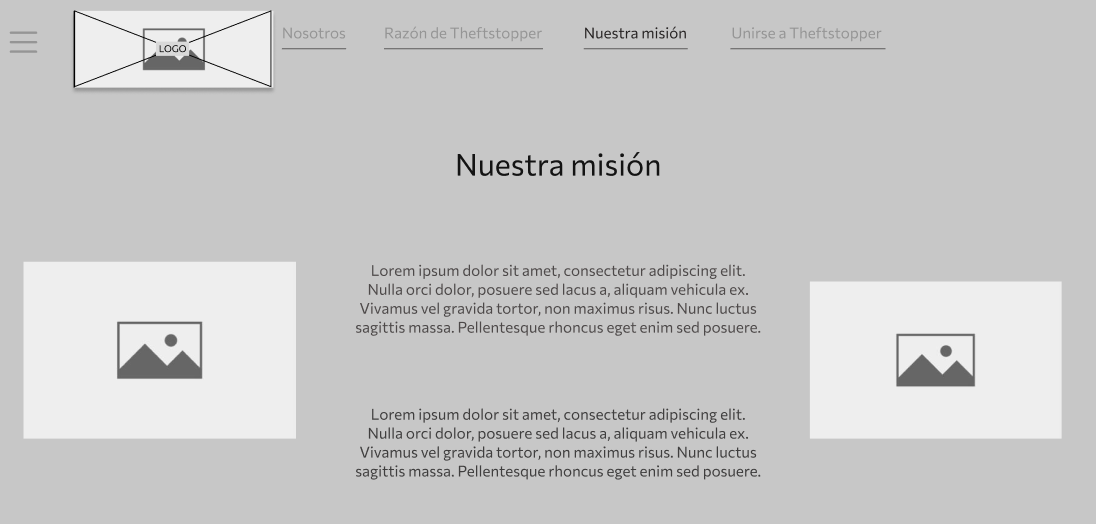 LOGO
Nosotros
Razón de Theftstopper
Nuestra misión
Unirse a Theftstopper
Nuestra misión
Lorem ipsum dolor sit amet, consectetur adipiscing elit.
Nulla orci dolor, posuere sed lacus a, aliquam vehicula ex.
Vivamus vel gravida tortor, non maximus risus. Nunc luctus
sagittis massa. Pellentesque rhoncus eget enim sed posuere.
Lorem ipsum dolor sit amet, consectetur adipiscing elit.
Nulla orci dolor, posuere sed lacus a, aliquam vehicula ex.
Vivamus vel gravida tortor, non maximus risus. Nunc luctus
sagittis massa. Pellentesque rhoncus eget enim sed posuere.